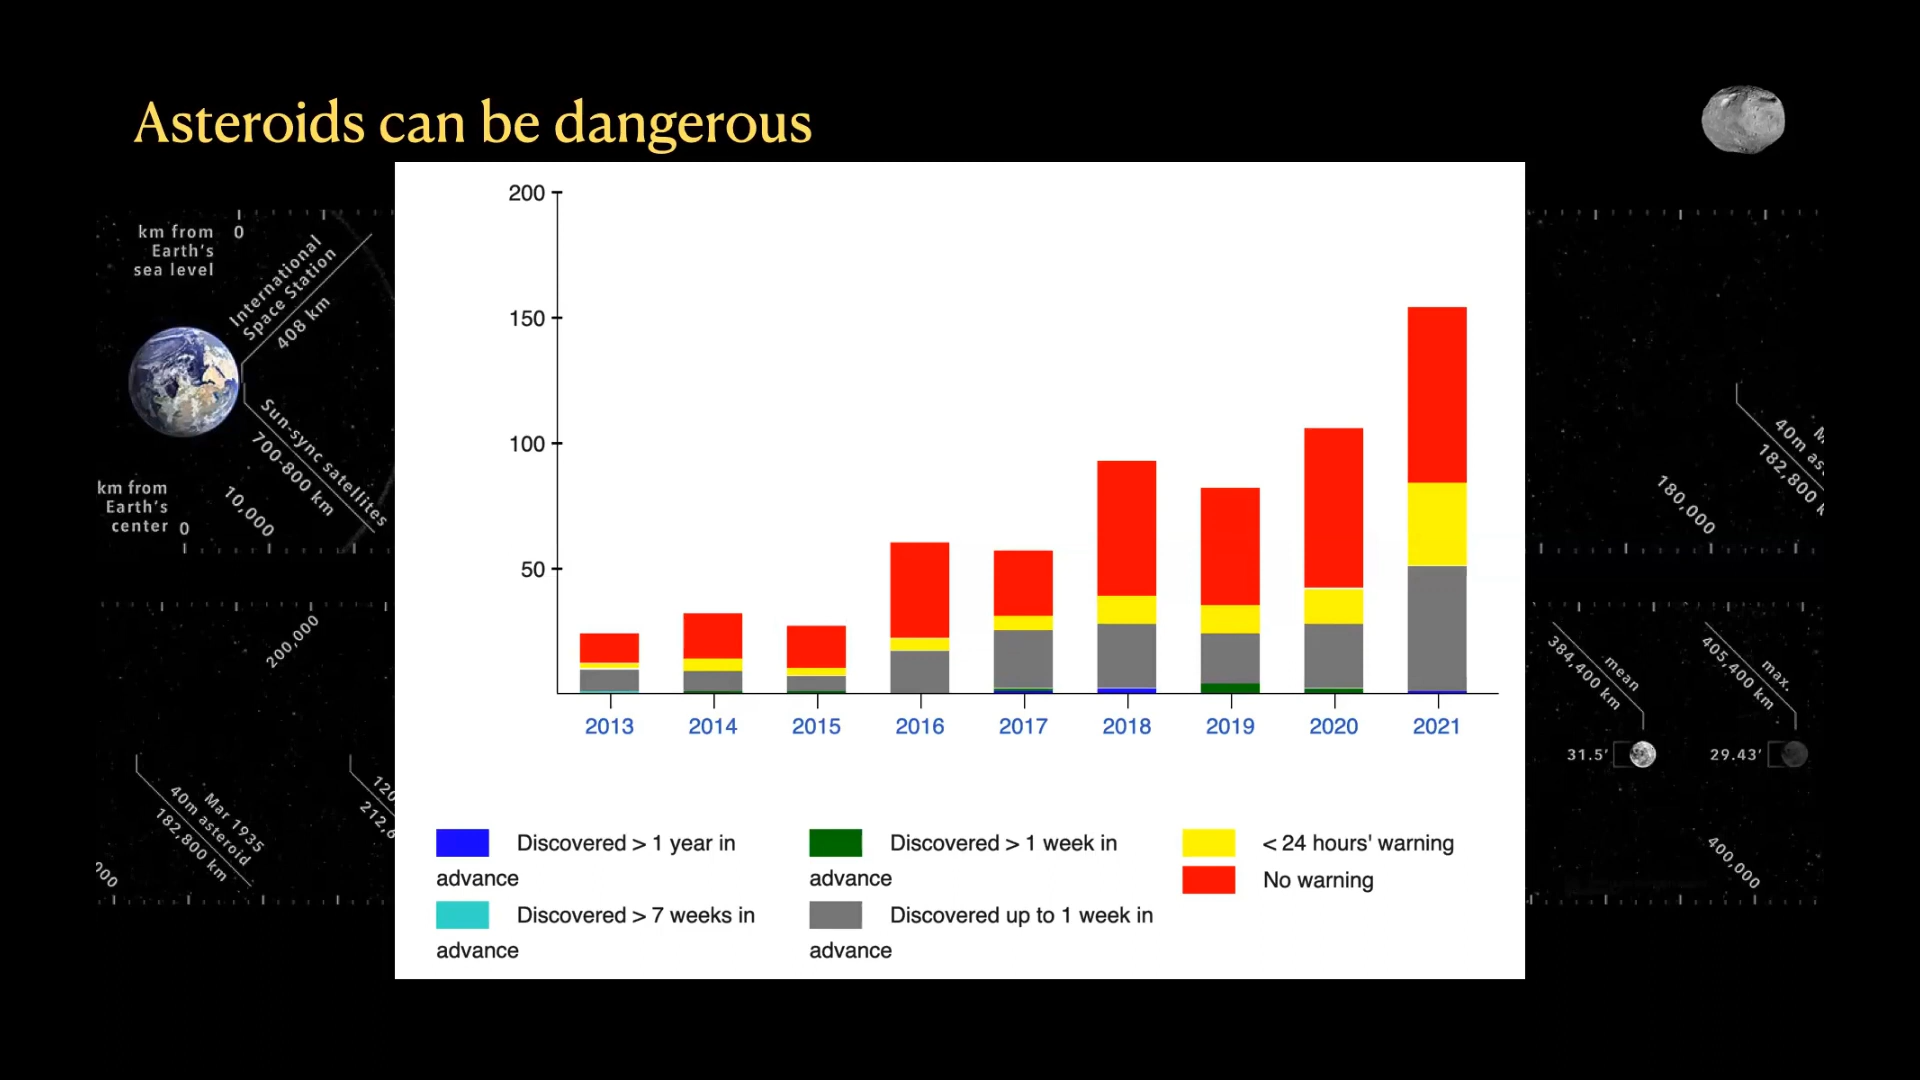 Asteroids can be dangerous
km from
Earth's
sea level
0
International
Space Station
408 km
Sun-sync satellites
700-800 km
10,000
km from
Earth's
center 0
200
150
100
50
2013 2014 2015 2016 2017 2018 2019 2020 2021
Discovered > 1 year in
advance
Discovered > 7 weeks in
advance
Discovered > 1 week in
advance
Discovered up to 1 week in
advance
< 24 hours' warning
No warning
180,000
40m as
182,800
200,000
Mar 1935
40m asteroid
182,800 km
mean
384,400 km
31.5'
max.
405,400 km
29.43'
400,000